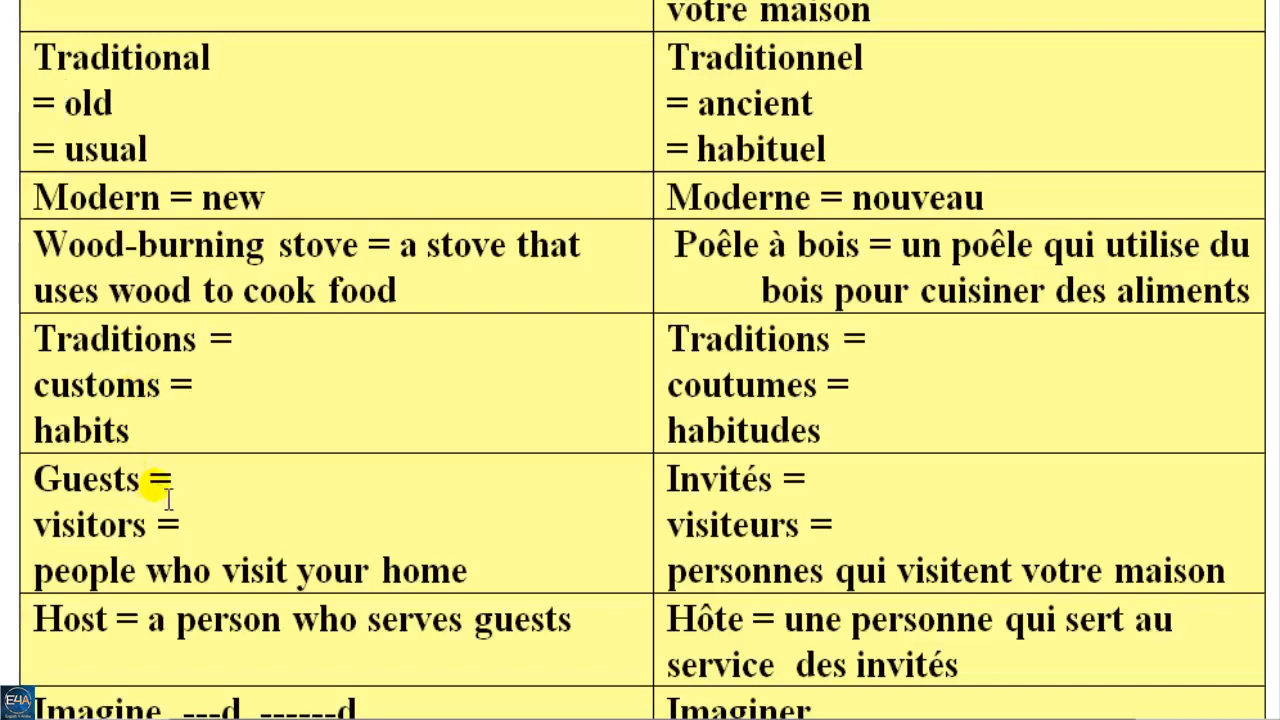 votre maison
Traditional
= old
= usual
Traditionnel
= ancient
= habituel
Modern = new
Moderne = nouveau
Wood-burning stove = a stove that
uses wood to cook food
Poêle à bois = un poêle qui utilise du
bois pour cuisiner des aliments
Traditions =
customs =
habits
Traditions =
coutumes =
habitudes
Guests =
visitors =
people who visit your home
Invités =
visiteurs =
personnes qui visitent votre maison
Host = a person who serves guests
Hôte = une personne qui sert au
service des invités
Imagine ---d ------d
Imaginer
E4A